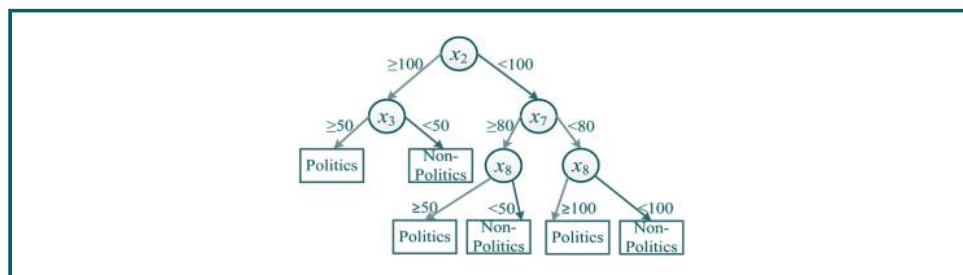 x₂
≥100 <100
x₃ x₇
≥50 <50 ≥80 <80
Politics Non-
Politics x₈ x₈
≥50 <50 ≥100 <100
Politics Non-
Politics Politics Non-
Politics